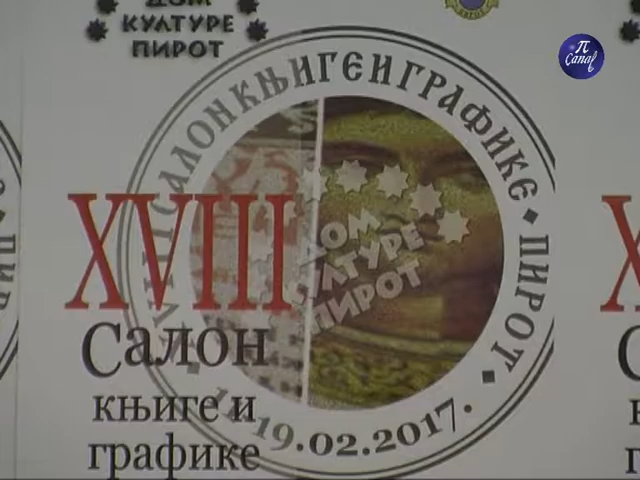 ДОМ
КУЛТУРЕ
ПИРОТ
π
Canal
САЛОН КЊИГЕ И ГРАФИКЕ • ПИРОТ •
19.02.2017.
ДОМ
КУЛТУРЕ
ПИРОТ
XVIII
Салон
књиге и
графике